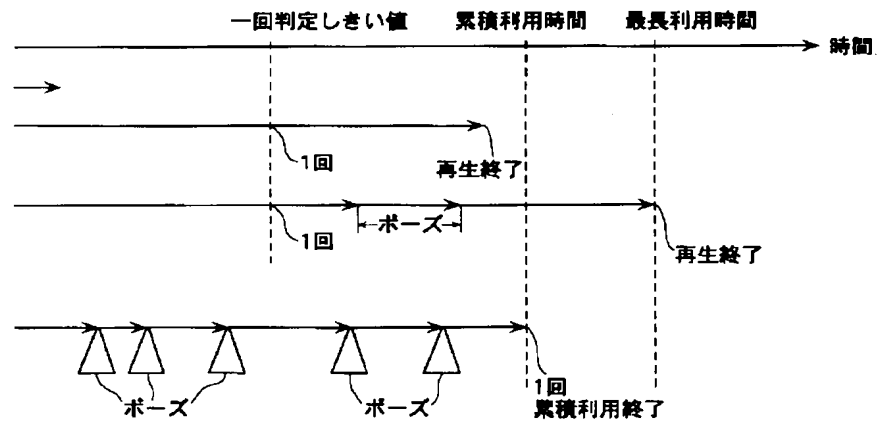 一回判定しきい値
累積利用時間
最長利用時間
時間
1回
再生終了
1回
ポーズ
再生終了
ポーズ
ポーズ
1回
累積利用終了